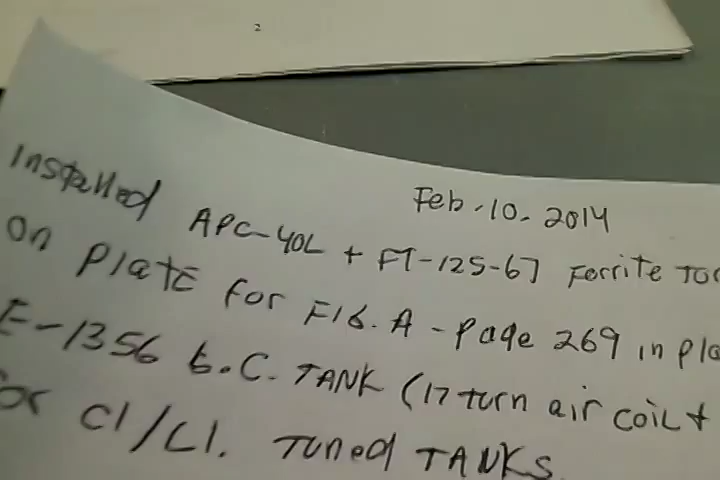 2
Feb. 10. 2014
Installed APC-40L + FT-125-67 Ferrite
on plate for FIG. A - page 269 in
E-1356 b.C. TANK (17 turn air coil +
C1/L1. Tuned TANKS